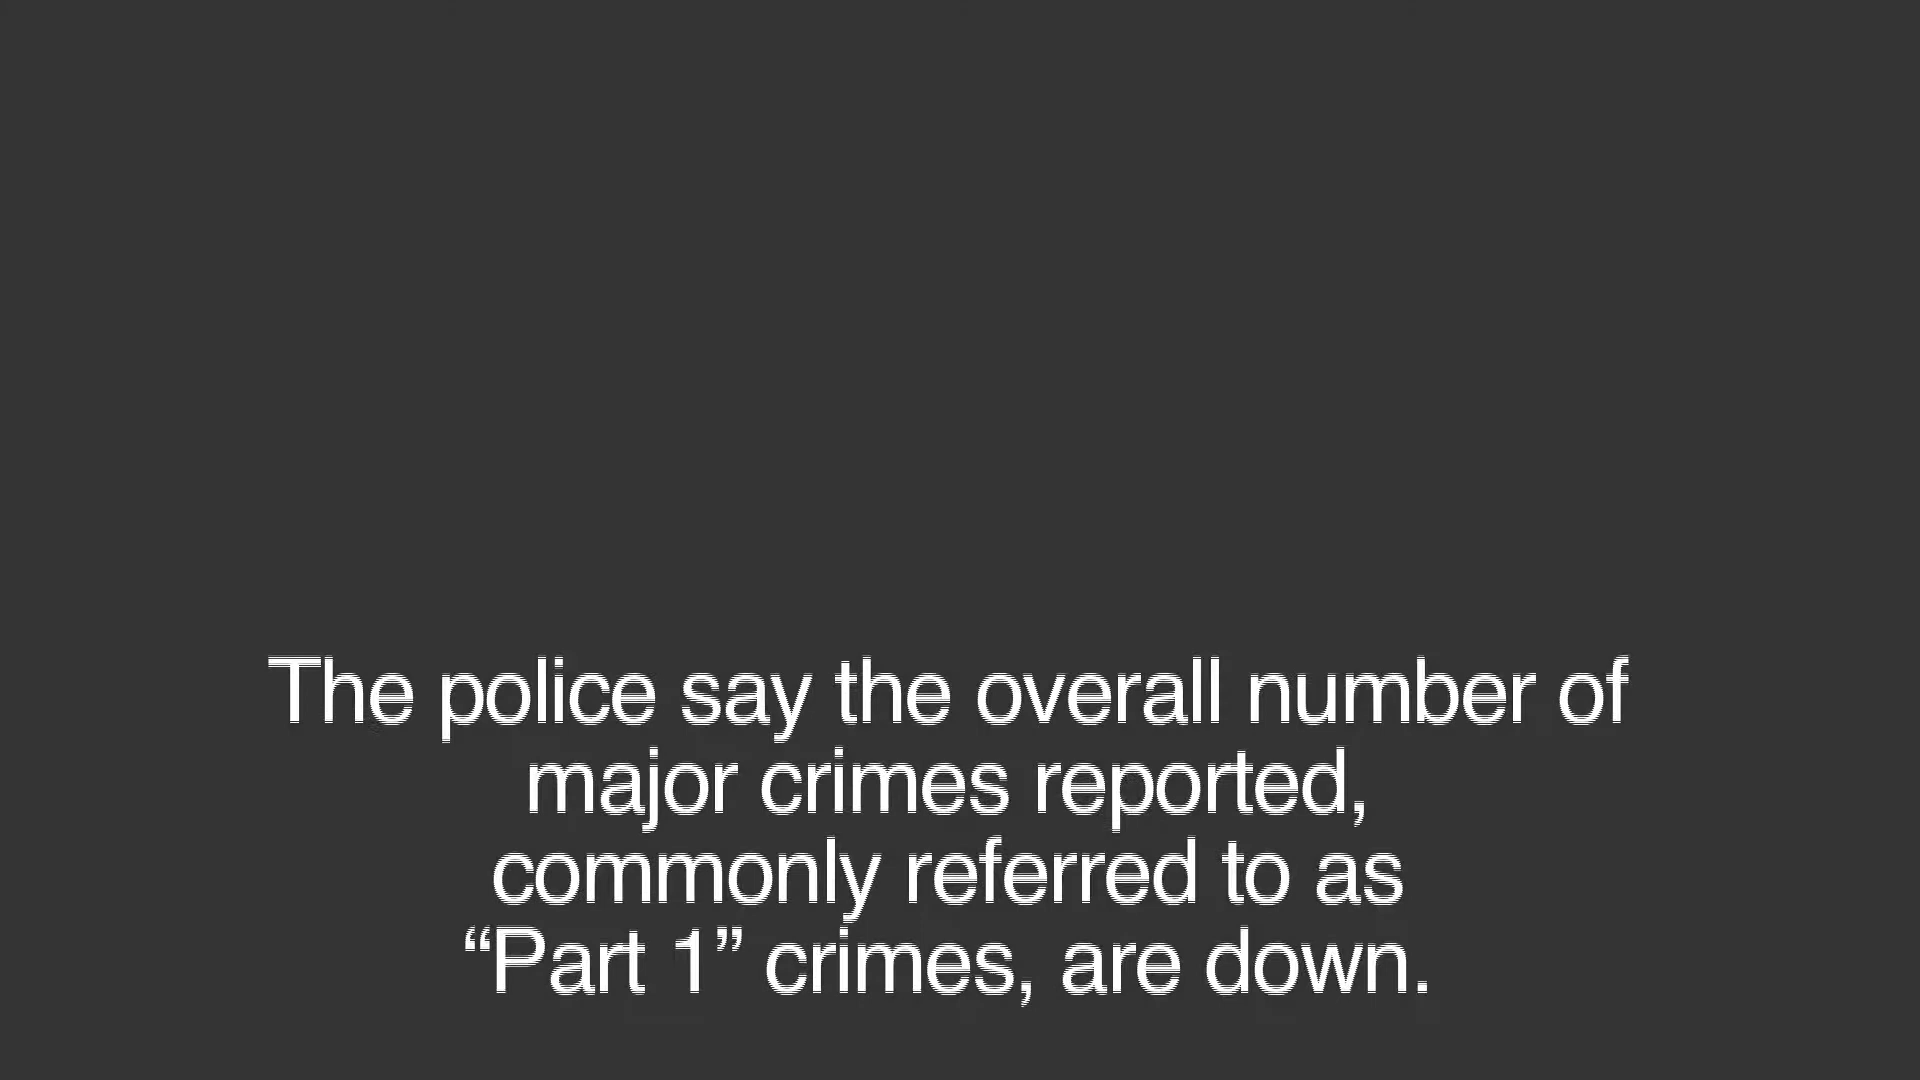 The police say the overall number of
major crimes reported,
commonly referred to as
“Part 1” crimes, are down.